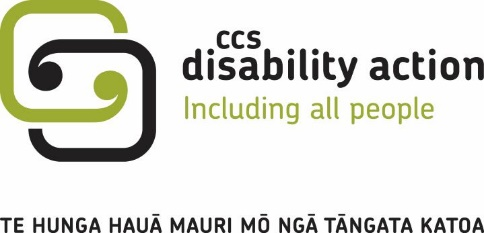 ccs
disability action
Including all people
TE HUNGA HAUĀ MAURI MŌ NGĀ TĀNGATA KATOA